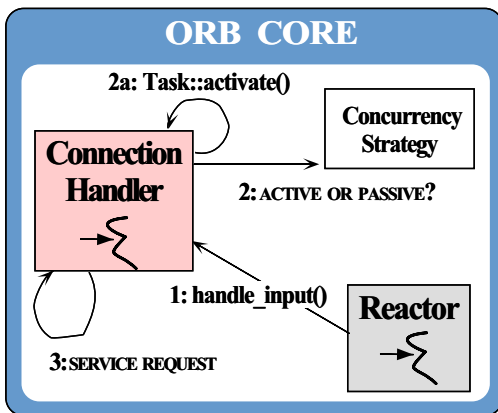 ORB CORE
2a: Task::activate()
Connection
Handler
Concurrency
Strategy
2: ACTIVE OR PASSIVE?
1: handle_input()
Reactor
3: SERVICE REQUEST